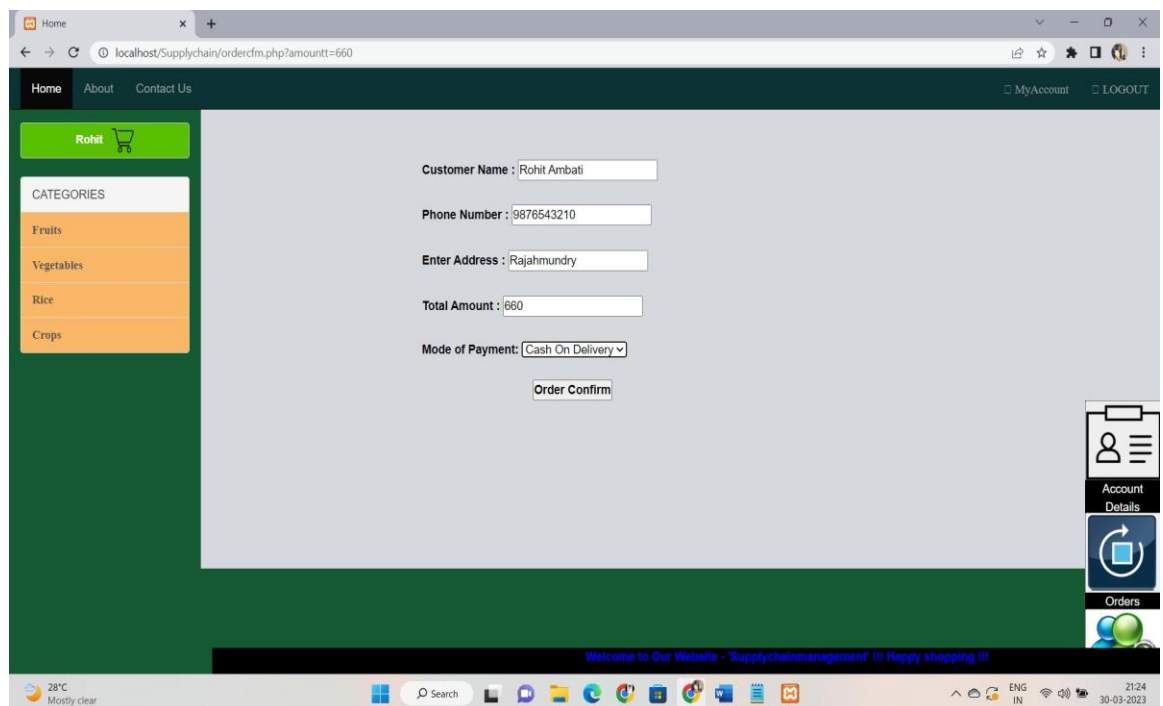 Home
localhost/Supplychain/ordercfm.php?amountt=660
Home About Contact Us MyAccount LOGOUT
Rohit
CATEGORIES
Fruits
Vegetables
Rice
Crops
Customer Name : Rohit Ambati
Phone Number : 9876543210
Enter Address : Rajahmundry
Total Amount : 660
Mode of Payment: Cash On Delivery
Order Confirm
Account
Details
Orders
Welcome to Our Website - 'Supplychainmanagement' !!! Happy shopping !!!
28°C
Mostly clear
Search
ENG
IN
21:24
30-03-2023